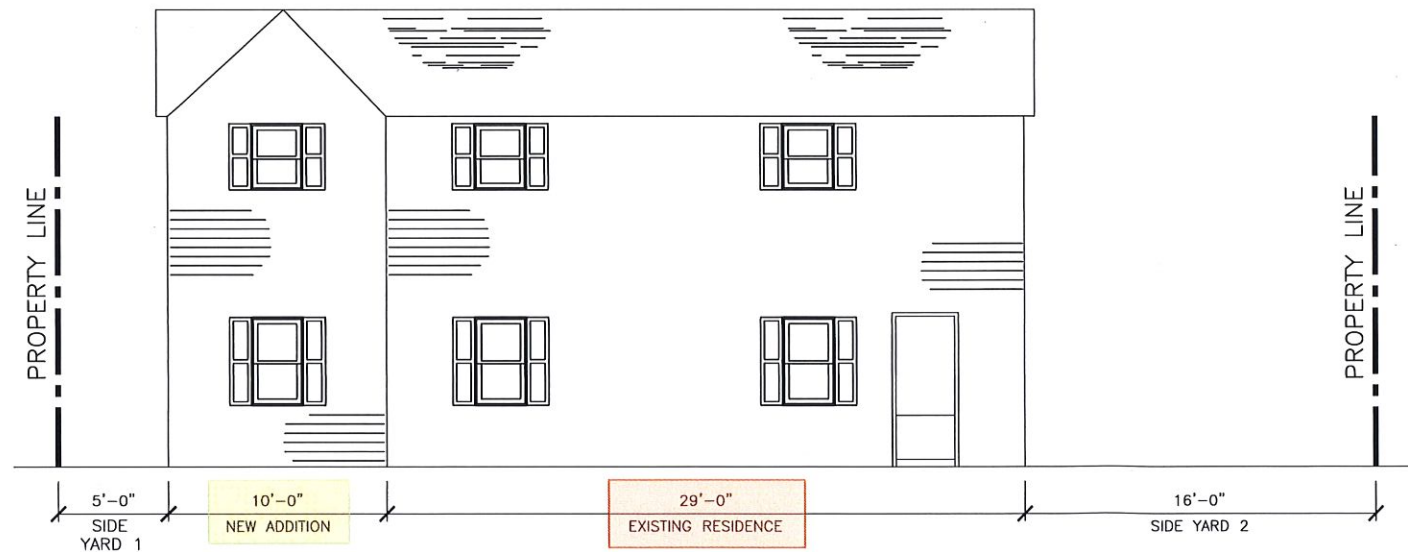 PROPERTY LINE
PROPERTY LINE
5'-0"
SIDE
YARD 1
10'-0"
NEW ADDITION
29'-0"
EXISTING RESIDENCE
16'-0"
SIDE YARD 2